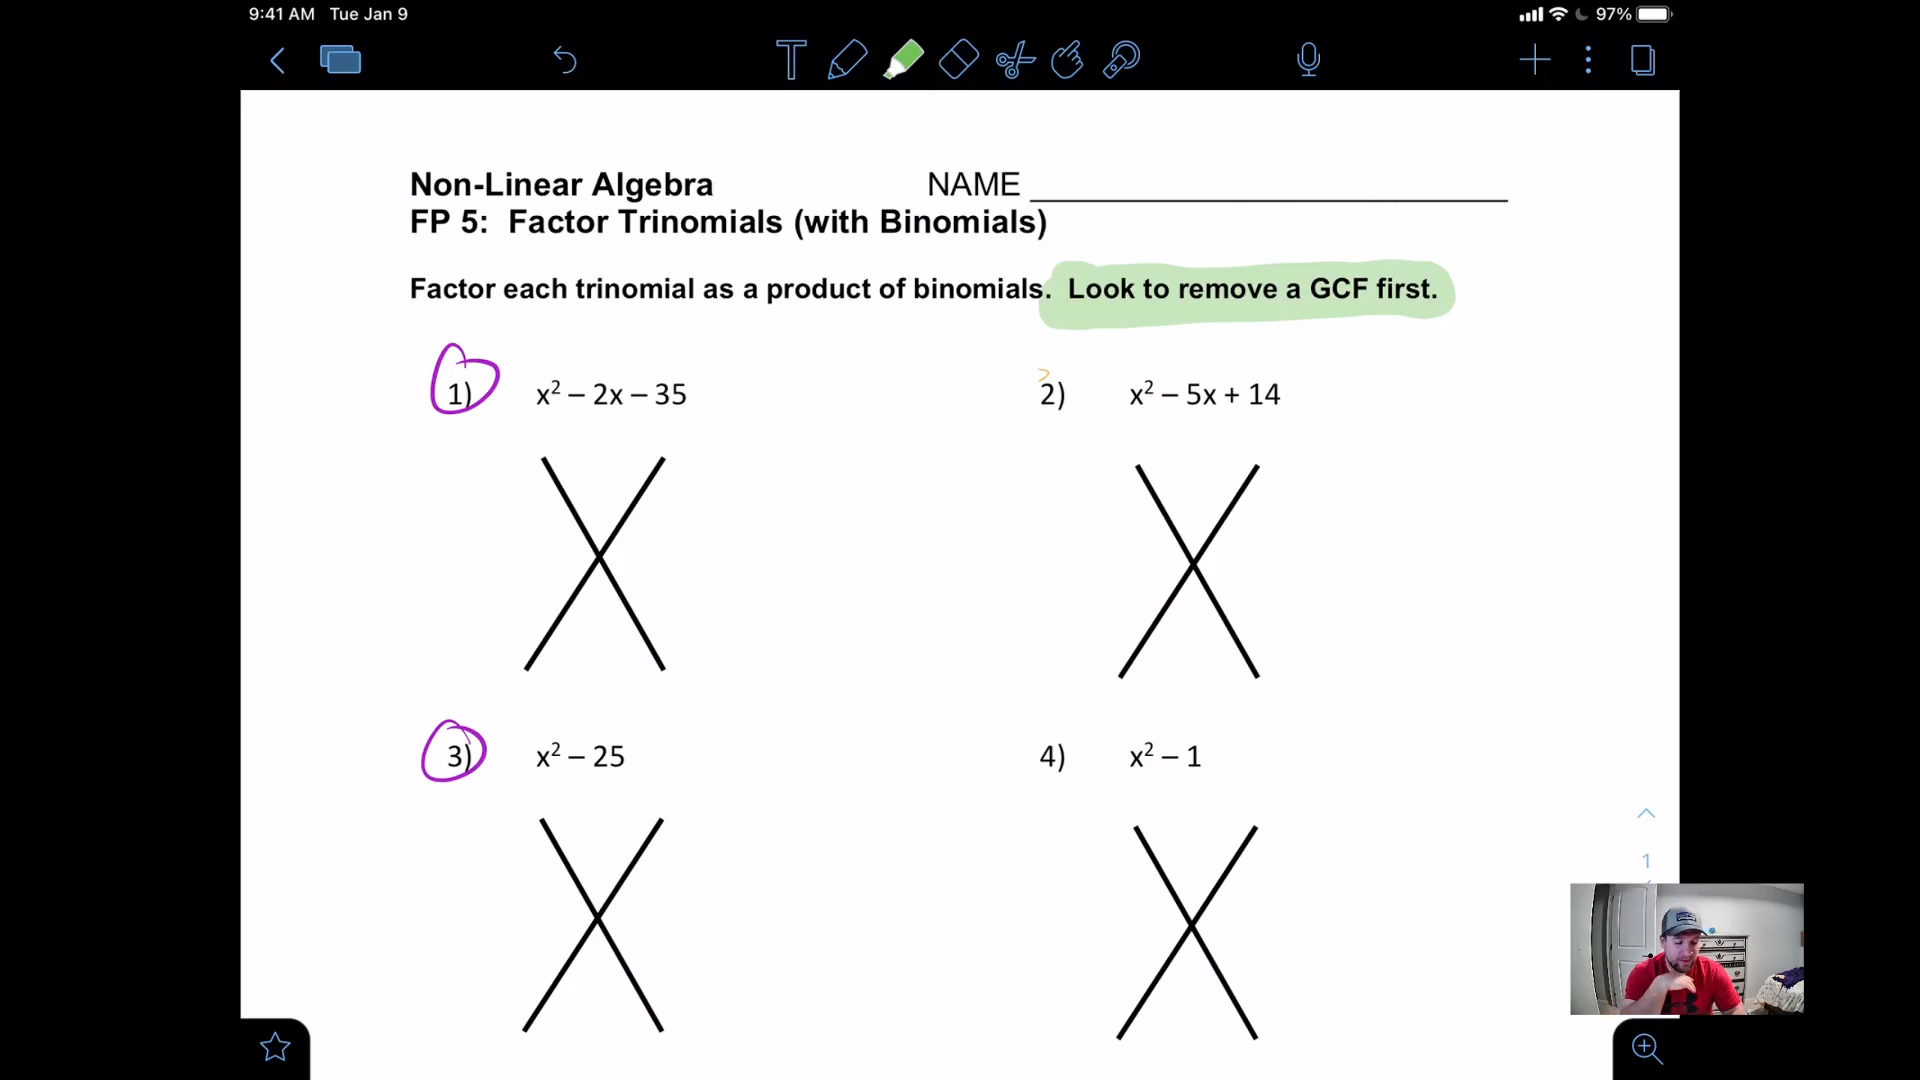 9:41 AM Tue Jan 9
97%
Non-Linear Algebra NAME
FP 5: Factor Trinomials (with Binomials)
Factor each trinomial as a product of binomials. Look to remove a GCF first.
1) x² – 2x – 35
2) x² – 5x + 14
3) x² – 25
4) x² – 1
1